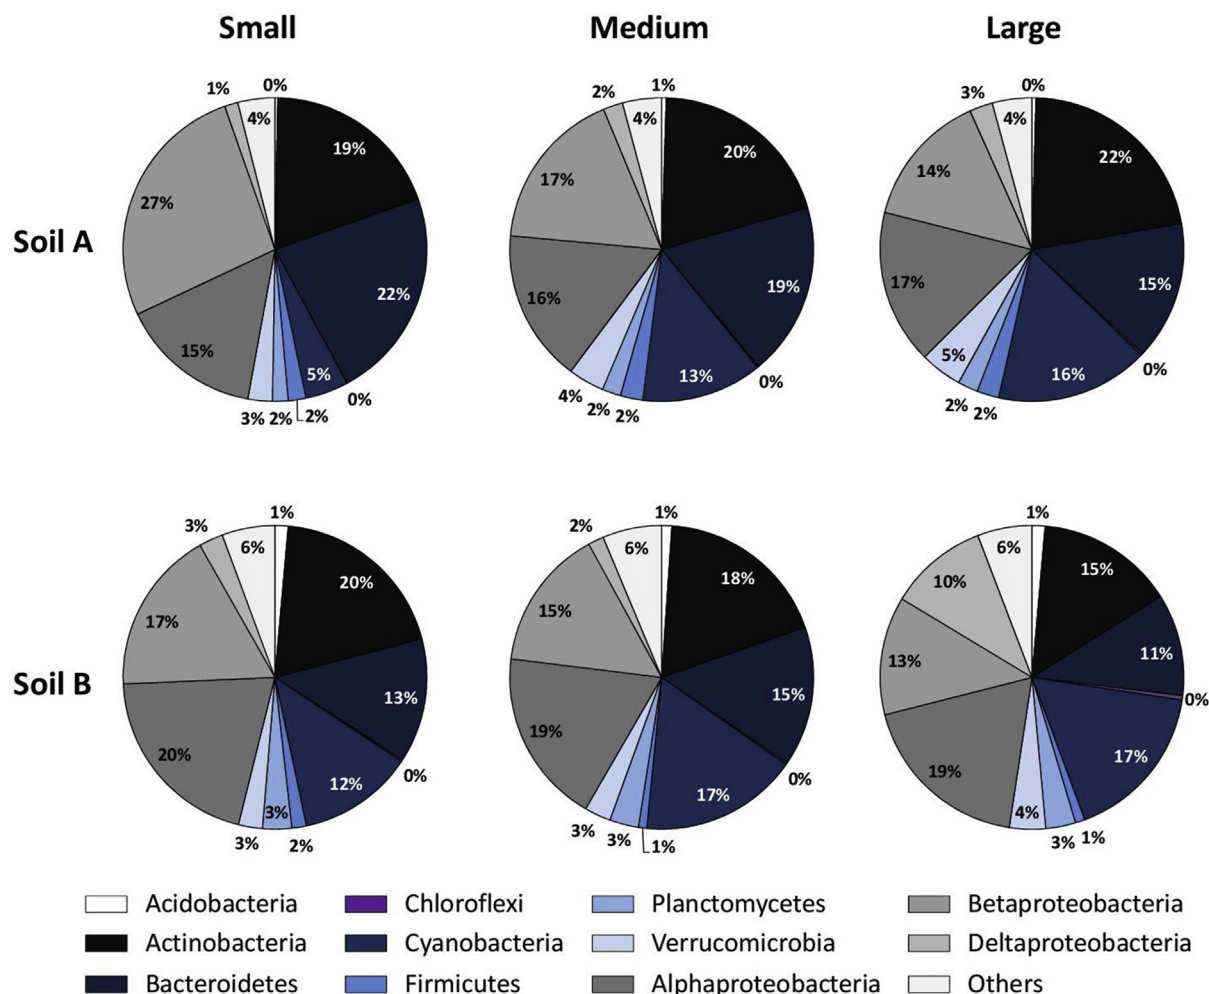 Small Medium Large
1% 0% 2% 1% 3% 0%
4% 19% 4% 20% 4% 22%
27% 17% 14%
Soil A
22% 19% 17% 15%
15% 16%
5% 0% 13% 0% 16% 0%
5%
3% 2% 2% 4% 2% 2% 2% 2%
3% 1% 2% 1% 1%
6% 20% 6% 18% 6% 15%
10%
17% 15% 13% 11%
Soil B
13% 15% 0%
20% 12% 0% 19% 17% 0% 19% 17%
3% 4%
3% 2% 3% 3% 1% 3% 1%
Acidobacteria Chloroflexi Planctomycetes Betaproteobacteria
Actinobacteria Cyanobacteria Verrucomicrobia Deltaproteobacteria
Bacteroidetes Firmicutes Alphaproteobacteria Others